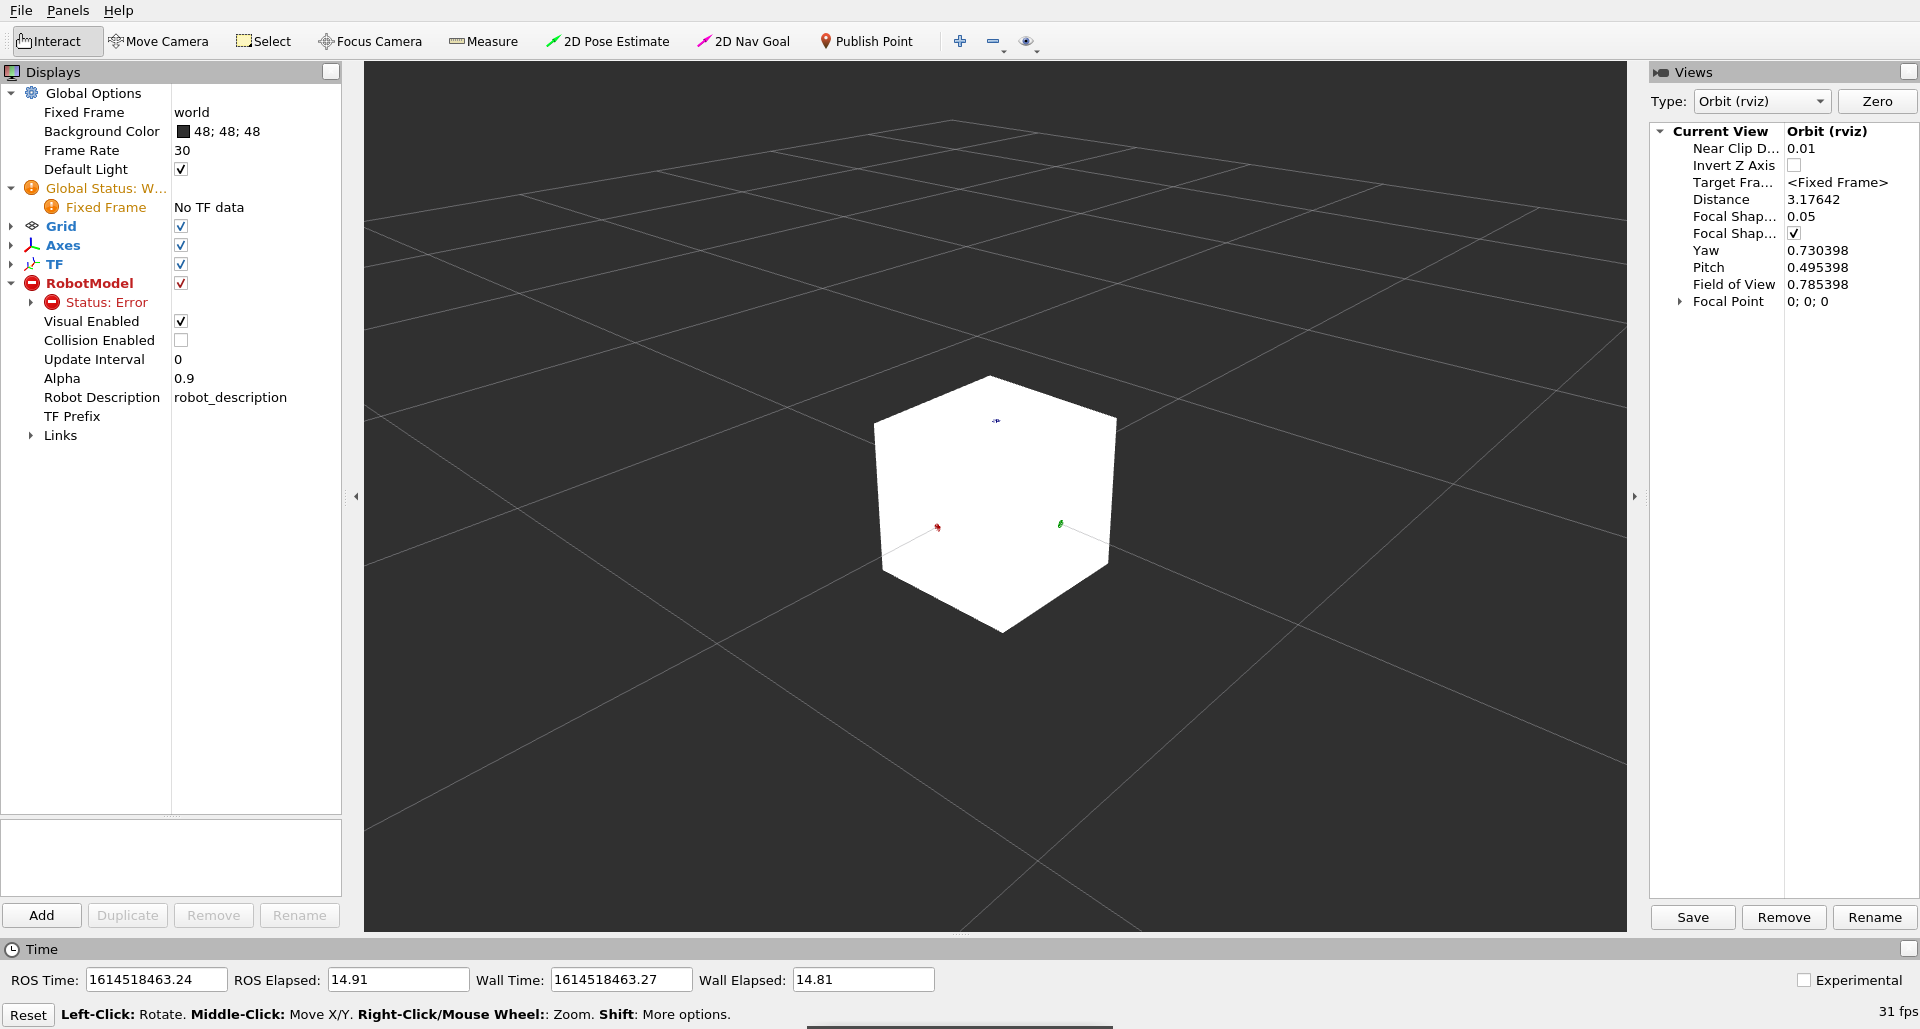 File Panels Help
Interact Move Camera Select Focus Camera Measure 2D Pose Estimate 2D Nav Goal Publish Point
Displays
Global Options
Fixed Frame world
Background Color 48; 48; 48
Frame Rate 30
Default Light
Global Status: W...
Fixed Frame No TF data
Grid
Axes
TF
RobotModel
Status: Error
Visual Enabled
Collision Enabled
Update Interval 0
Alpha 0.9
Robot Description robot_description
TF Prefix
Links
Add Duplicate Remove Rename
Views
Type: Orbit (rviz) Zero
Current View Orbit (rviz)
Near Clip D... 0.01
Invert Z Axis
Target Fra... <Fixed Frame>
Distance 3.17642
Focal Shap... 0.05
Focal Shap...
Yaw 0.730398
Pitch 0.495398
Field of View 0.785398
Focal Point 0; 0; 0
Save Remove Rename
Time
ROS Time: 1614518463.24 ROS Elapsed: 14.91 Wall Time: 1614518463.27 Wall Elapsed: 14.81 Experimental
Reset Left-Click: Rotate. Middle-Click: Move X/Y. Right-Click/Mouse Wheel:: Zoom. Shift: More options. 31 fps